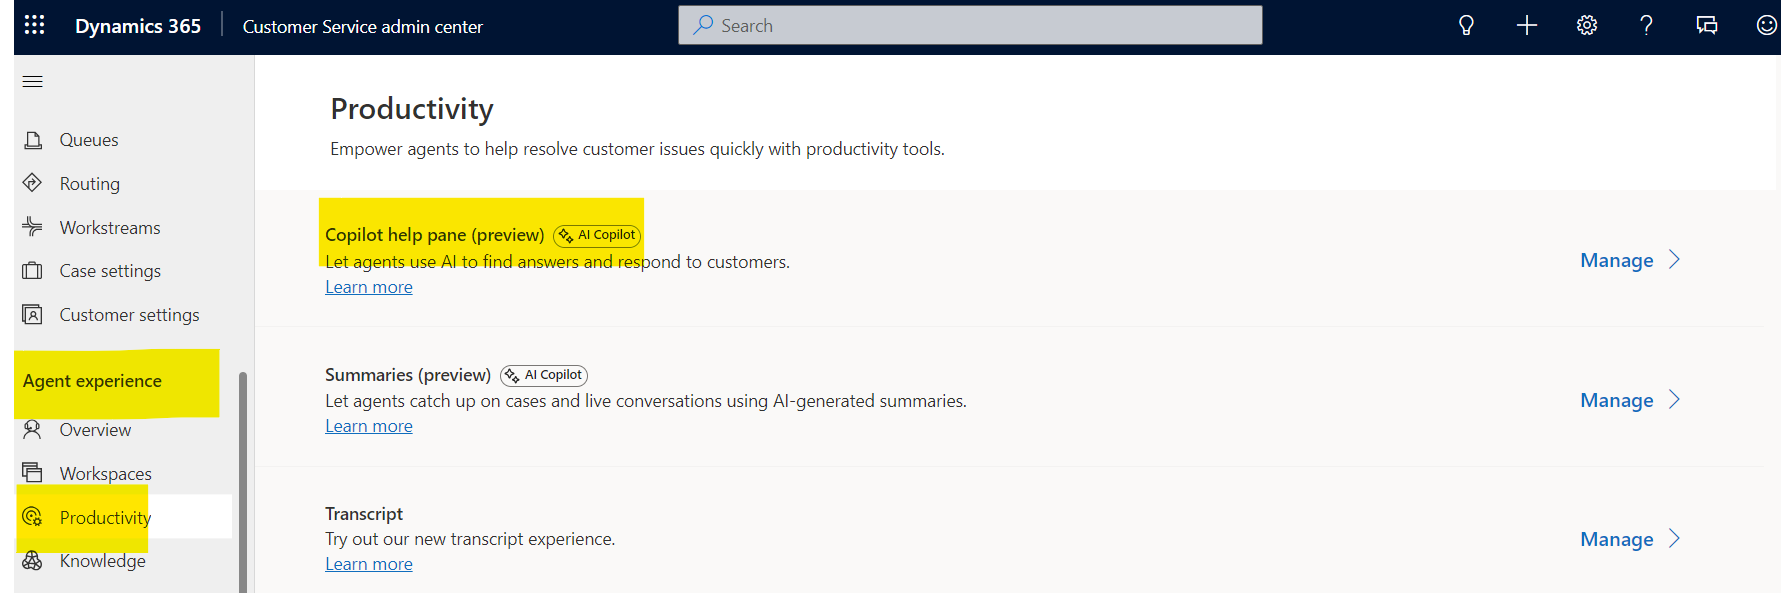 Dynamics 365 Customer Service admin center Search
Queues
Routing
Workstreams
Case settings
Customer settings
Agent experience
Overview
Workspaces
Productivity
Knowledge
Productivity
Empower agents to help resolve customer issues quickly with productivity tools.
Copilot help pane (preview) AI Copilot
Let agents use AI to find answers and respond to customers.
Learn more
Manage
Summaries (preview) AI Copilot
Let agents catch up on cases and live conversations using AI-generated summaries.
Learn more
Manage
Transcript
Try out our new transcript experience.
Learn more
Manage